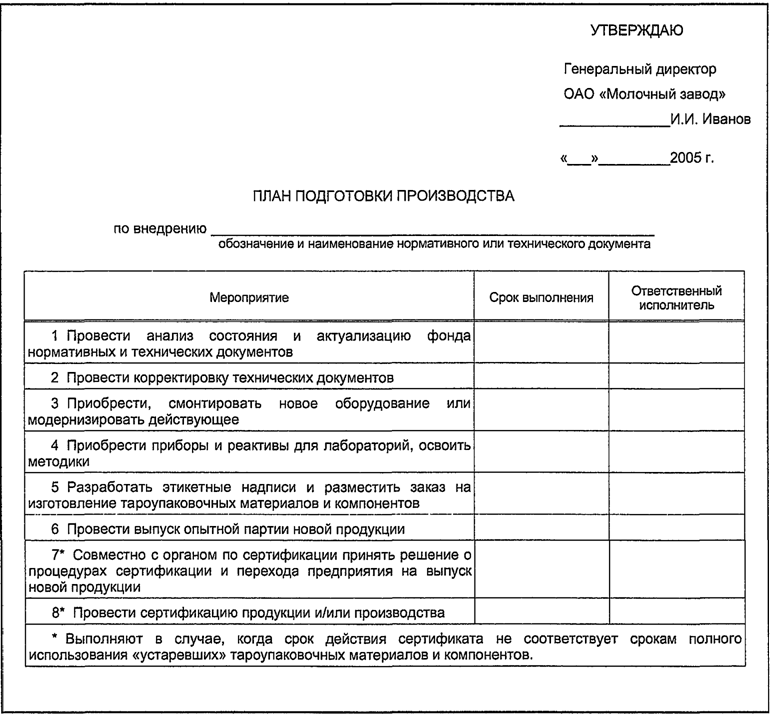 УТВЕРЖДАЮ
Генеральный директор
ОАО «Молочный завод»
____________И.И. Иванов
«___»_________2005 г.
ПЛАН ПОДГОТОВКИ ПРОИЗВОДСТВА
по внедрению ____________________
обозначение и наименование нормативного или технического документа
Мероприятие
Срок выполнения
Ответственный
исполнитель
1 Провести анализ состояния и актуализацию фонда
нормативных и технических документов
2 Провести корректировку технических документов
3 Приобрести, смонтировать новое оборудование или
модернизировать действующее
4 Приобрести приборы и реактивы для лабораторий, освоить
методики
5 Разработать этикетные надписи и разместить заказ на
изготовление тароупаковочных материалов и компонентов
6 Провести выпуск опытной партии новой продукции
7* Совместно с органом по сертификации принять решение о
процедурах сертификации и перехода предприятия на выпуск
новой продукции
8* Провести сертификацию продукции и/или производства
* Выполняют в случае, когда срок действия сертификата не соответствует срокам полного
использования «устаревших» тароупаковочных материалов и компонентов.